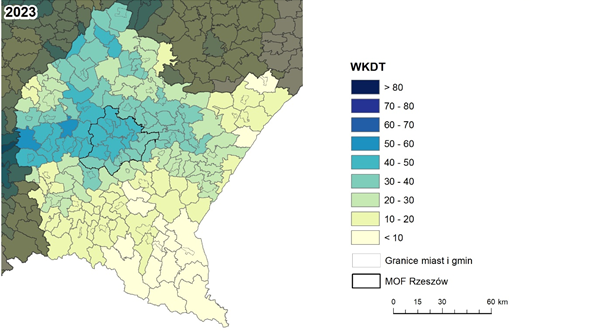 2023
WKDT
> 80
70 - 80
60 - 70
50 - 60
40 - 50
30 - 40
20 - 30
10 - 20
< 10
Granice miast i gmin
MOF Rzeszów
0 15 30 60 km